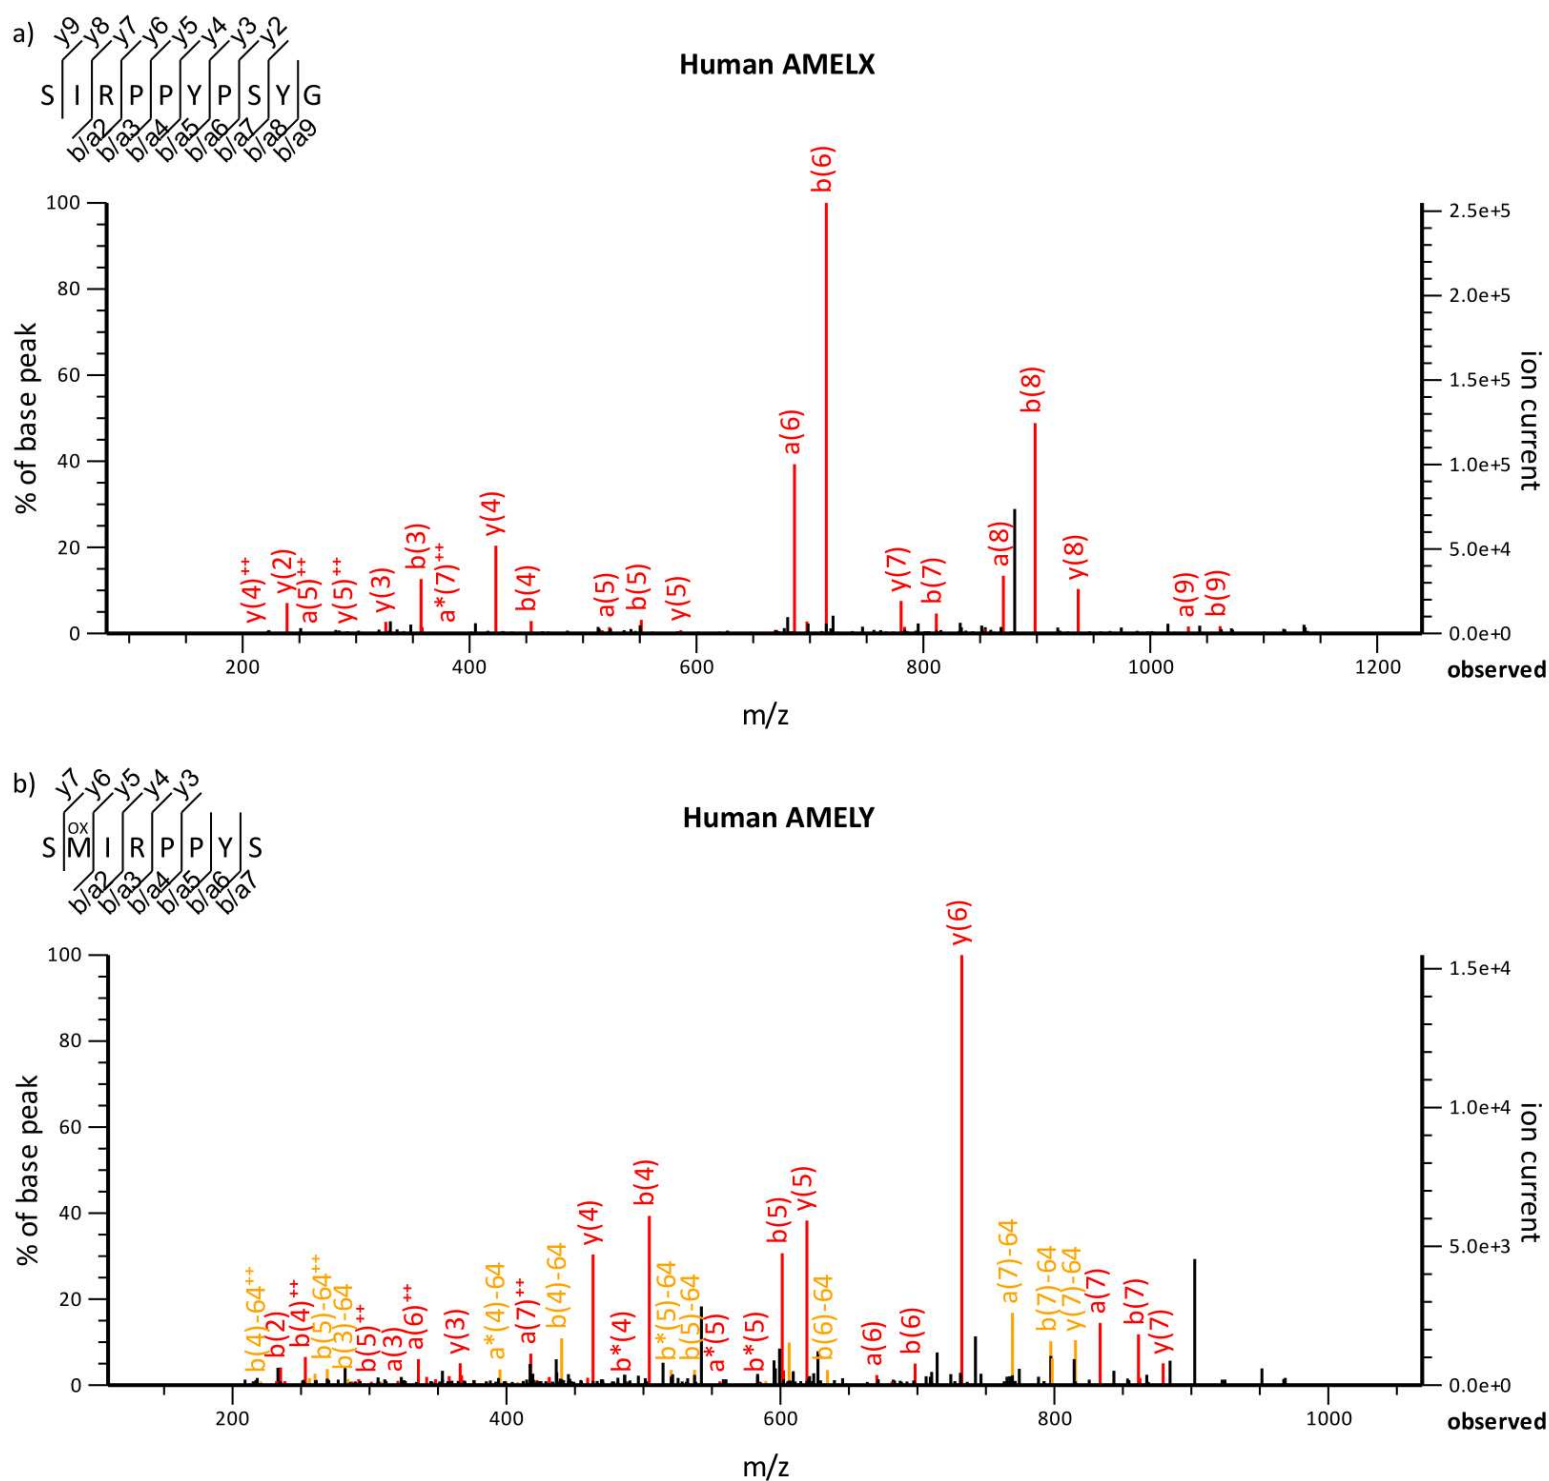 a)
y9 y8 y7 y6 y5 y4 y3 y2
S I R P P Y P S Y G
b/a2 b/a3 b/a4 b/a5 b/a6 b/a7 b/a8 b/a9
Human AMELX
% of base peak
100
80
60
40
20
0
y(4)++
y(2)
a(5)++
y(5)++
y(3)
b(3)
a*(7)++
y(4)
b(4)
a(5)
b(5)
y(5)
a(6)
b(6)
y(7)
b(7)
a(8)
b(8)
y(8)
a(9)
b(9)
2.5e+5
2.0e+5
1.5e+5
1.0e+5
5.0e+4
0.0e+0
ion current
200 400 600 800 1000 1200 observed
m/z
b)
y7 y6 y5 y4 y3
OX
S M I R P P Y S
b/a2 b/a3 b/a4 b/a5 b/a6 b/a7
Human AMELY
% of base peak
100
80
60
40
20
0
b(4)-64++
b(2)
b(4)++
b(5)-64++
b(3)-64
b(5)++
a(3)
a(6)++
y(3)
a*(4)-64
a(7)++
b(4)-64
y(4)
b*(4)
b(4)
b*(5)-64
b(5)-64
a*(5)
b*(5)
b(5)
y(5)
b(6)-64
a(6)
b(6)
y(6)
a(7)-64
b(7)-64
y(7)-64
a(7)
b(7)
y(7)
1.5e+4
1.0e+4
5.0e+3
0.0e+0
ion current
200 400 600 800 1000 observed
m/z